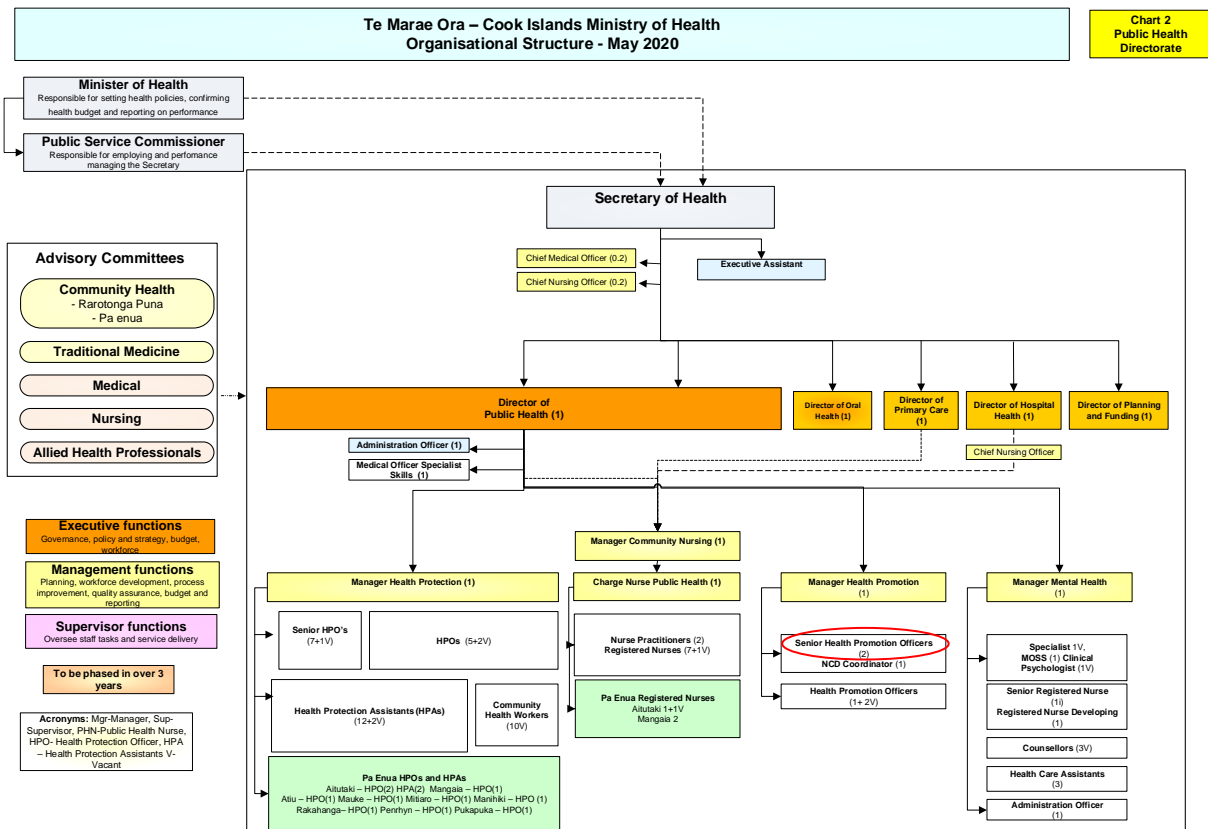 Te Marae Ora – Cook Islands Ministry of Health
Organisational Structure - May 2020
Chart 2
Public Health
Directorate
Minister of Health
Responsible for setting health policies, confirming
health budget and reporting on performance
Public Service Commissioner
Responsible for employing and perfomance
managing the Secretary
Secretary of Health
Chief Medical Officer (0.2)
Executive Assistant
Chief Nursing Officer (0.2)
Advisory Committees
Community Health
- Rarotonga Puna
- Pa enua
Traditional Medicine
Medical
Nursing
Allied Health Professionals
Director of
Public Health (1)
Director of Oral
Health (1)
Director of
Primary Care
(1)
Director of Hospital
Health (1)
Director of Planning
and Funding (1)
Administration Officer (1)
Medical Officer Specialist
Skills (1)
Chief Nursing Officer
Executive functions
Governance, policy and strategy, budget,
workforce
Management functions
Planning, workforce development, process
improvement, quality assurance, budget and
reporting
Supervisor functions
Oversee staff tasks and service delivery
To be phased in over 3
years
Acronyms: Mgr-Manager, Sup-
Supervisor, PHN-Public Health Nurse,
HPO- Health Protection Officer, HPA
– Health Protection Assistants V-
Vacant
Manager Community Nursing (1)
Manager Health Protection (1)
Charge Nurse Public Health (1)
Manager Health Promotion
(1)
Manager Mental Health
(1)
Senior HPO's
(7+1V)
HPOs (5+2V)
Health Protection Assistants (HPAs)
(12+2V)
Community
Health Workers
(10V)
Pa Enua HPOs and HPAs
Aitutaki – HPO(2) HPA(2) Mangaia – HPO(1)
Atiu – HPO(1) Mauke – HPO(1) Mitiaro – HPO(1) Manihiki – HPO (1)
Rakahanga– HPO(1) Penrhyn – HPO(1) Pukapuka – HPO(1)
Nurse Practitioners (2)
Registered Nurses (7+1V)
Pa Enua Registered Nurses
Aitutaki 1+1V
Mangaia 2
Senior Health Promotion Officers
(2)
NCD Coordinator (1)
Health Promotion Officers
(1+ 2V)
Specialist 1V,
MOSS (1) Clinical
Psychologist (1V)
Senior Registered Nurse
(1i)
Registered Nurse Developing
(1)
Counsellors (3V)
Health Care Assistants
(3)
Administration Officer
(1)